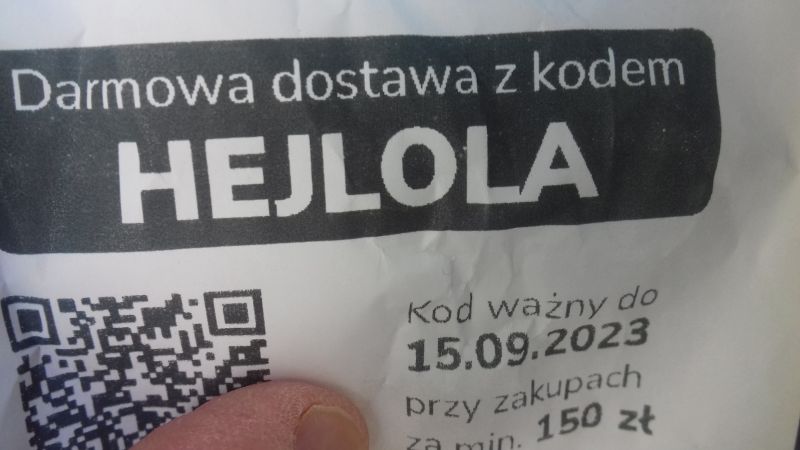 Darmowa dostawa z kodem
HEJLOLA
Kod ważny do
15.09.2023
przy zakupach
za min. 150 zł